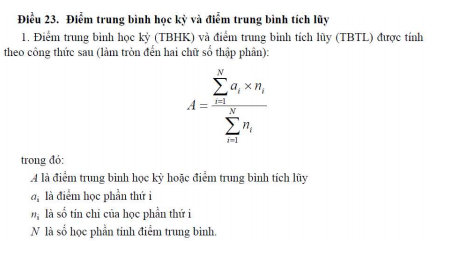 Điều 23. Điểm trung bình học kỳ và điểm trung bình tích lũy
1. Điểm trung bình học kỳ (TBHK) và điểm trung bình tích lũy (TBTL) được tính
theo công thức sau (làm tròn đến hai chữ số thập phân):
A = \frac{\sum_{i=1}^{N} a_i × n_i}{\sum_{i=1}^{N} n_i}
trong đó:
A là điểm trung bình học kỳ hoặc điểm trung bình tích lũy
a_i là điểm học phần thứ i
n_i là số tín chỉ của học phần thứ i
N là số học phần tính điểm trung bình.